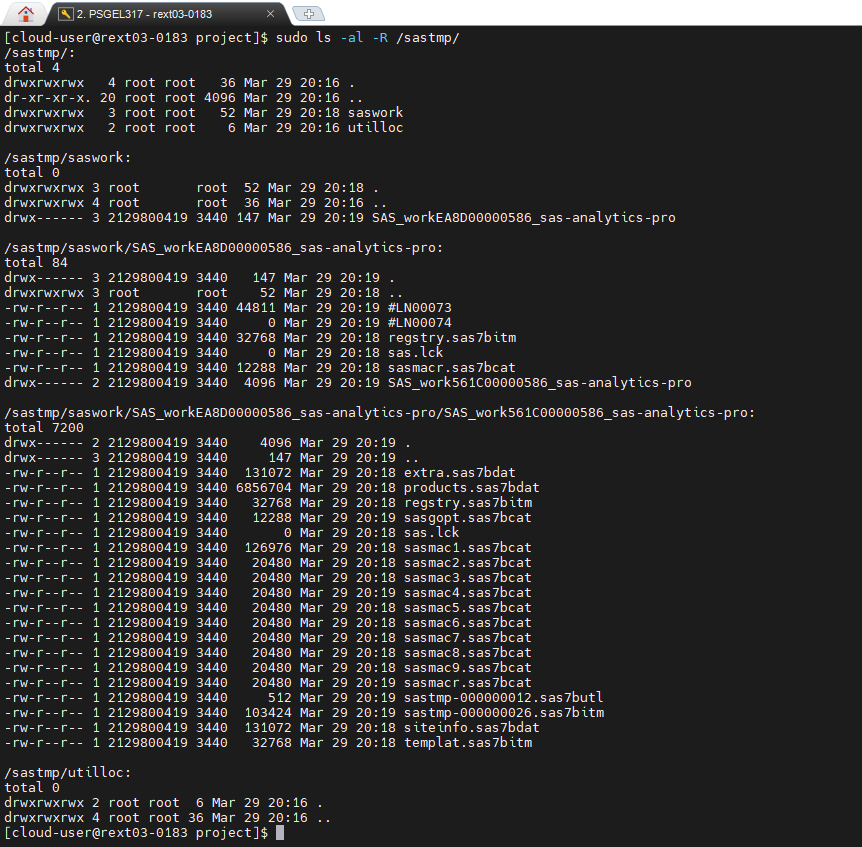 2. PSGEL317 - rext03-0183
[cloud-user@rext03-0183 project]$ sudo ls -al -R /sastmp/
/sastmp/:
total 4
drwxrwxrwx   4 root root   36 Mar 29 20:16 .
dr-xr-xr-x. 20 root root 4096 Mar 29 20:16 ..
drwxrwxrwx   3 root root   52 Mar 29 20:18 saswork
drwxrwxrwx   2 root root    6 Mar 29 20:16 utilloc

/sastmp/saswork:
total 0
drwxrwxrwx 3 root       root  52 Mar 29 20:18 .
drwxrwxrwx 4 root       root  36 Mar 29 20:16 ..
drwx------ 3 2129800419 3440 147 Mar 29 20:19 SAS_workEA8D00000586_sas-analytics-pro

/sastmp/saswork/SAS_workEA8D00000586_sas-analytics-pro:
total 84
drwx------ 3 2129800419 3440   147 Mar 29 20:19 .
drwxrwxrwx 3 root       root    52 Mar 29 20:18 ..
-rw-r--r-- 1 2129800419 3440 44811 Mar 29 20:19 #LN00073
-rw-r--r-- 1 2129800419 3440     0 Mar 29 20:19 #LN00074
-rw-r--r-- 1 2129800419 3440 32768 Mar 29 20:18 regstry.sas7bitm
-rw-r--r-- 1 2129800419 3440     0 Mar 29 20:18 sas.lck
-rw-r--r-- 1 2129800419 3440 12288 Mar 29 20:18 sasmacr.sas7bcat
drwx------ 2 2129800419 3440  4096 Mar 29 20:19 SAS_work561C00000586_sas-analytics-pro

/sastmp/saswork/SAS_workEA8D00000586_sas-analytics-pro/SAS_work561C00000586_sas-analytics-pro:
total 7200
drwx------ 2 2129800419 3440    4096 Mar 29 20:19 .
drwx------ 3 2129800419 3440     147 Mar 29 20:19 ..
-rw-r--r-- 1 2129800419 3440  131072 Mar 29 20:18 extra.sas7bdat
-rw-r--r-- 1 2129800419 3440 6856704 Mar 29 20:18 products.sas7bdat
-rw-r--r-- 1 2129800419 3440   32768 Mar 29 20:18 regstry.sas7bitm
-rw-r--r-- 1 2129800419 3440   12288 Mar 29 20:19 sasgopt.sas7bcat
-rw-r--r-- 1 2129800419 3440       0 Mar 29 20:18 sas.lck
-rw-r--r-- 1 2129800419 3440  126976 Mar 29 20:18 sasmac1.sas7bcat
-rw-r--r-- 1 2129800419 3440   20480 Mar 29 20:18 sasmac2.sas7bcat
-rw-r--r-- 1 2129800419 3440   20480 Mar 29 20:18 sasmac3.sas7bcat
-rw-r--r-- 1 2129800419 3440   20480 Mar 29 20:19 sasmac4.sas7bcat
-rw-r--r-- 1 2129800419 3440   20480 Mar 29 20:18 sasmac5.sas7bcat
-rw-r--r-- 1 2129800419 3440   20480 Mar 29 20:18 sasmac6.sas7bcat
-rw-r--r-- 1 2129800419 3440   20480 Mar 29 20:18 sasmac7.sas7bcat
-rw-r--r-- 1 2129800419 3440   20480 Mar 29 20:18 sasmac8.sas7bcat
-rw-r--r-- 1 2129800419 3440   20480 Mar 29 20:18 sasmac9.sas7bcat
-rw-r--r-- 1 2129800419 3440   20480 Mar 29 20:19 sasmacr.sas7bcat
-rw-r--r-- 1 2129800419 3440     512 Mar 29 20:19 sastmp-000000012.sas7butl
-rw-r--r-- 1 2129800419 3440  103424 Mar 29 20:19 sastmp-000000026.sas7bitm
-rw-r--r-- 1 2129800419 3440  131072 Mar 29 20:18 siteinfo.sas7bdat
-rw-r--r-- 1 2129800419 3440   32768 Mar 29 20:18 templat.sas7bitm

/sastmp/utilloc:
total 0
drwxrwxrwx 2 root root  6 Mar 29 20:16 .
drwxrwxrwx 4 root root 36 Mar 29 20:16 ..
[cloud-user@rext03-0183 project]$